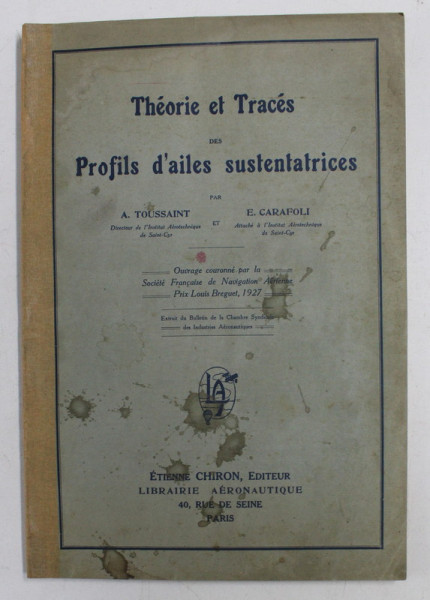 Théorie et Tracés
DES
Profils d'ailes sustentatrices
PAR
A. TOUSSAINT
Directeur de l'Institut Aérotechnique
de Saint-Cyr
ET
E. CARAFOLI
Attaché à l'Institut Aérotechnique
de Saint-Cyr
Ouvrage couronné par la
Société Française de Navigation Aérienne
Prix Louis Breguet, 1927
Extrait du Bulletin de la Chambre Syndicale
des Industries Aéronautiques
ÉTIENNE CHIRON, ÉDITEUR
LIBRAIRIE AÉRONAUTIQUE
40, RUE DE SEINE
PARIS